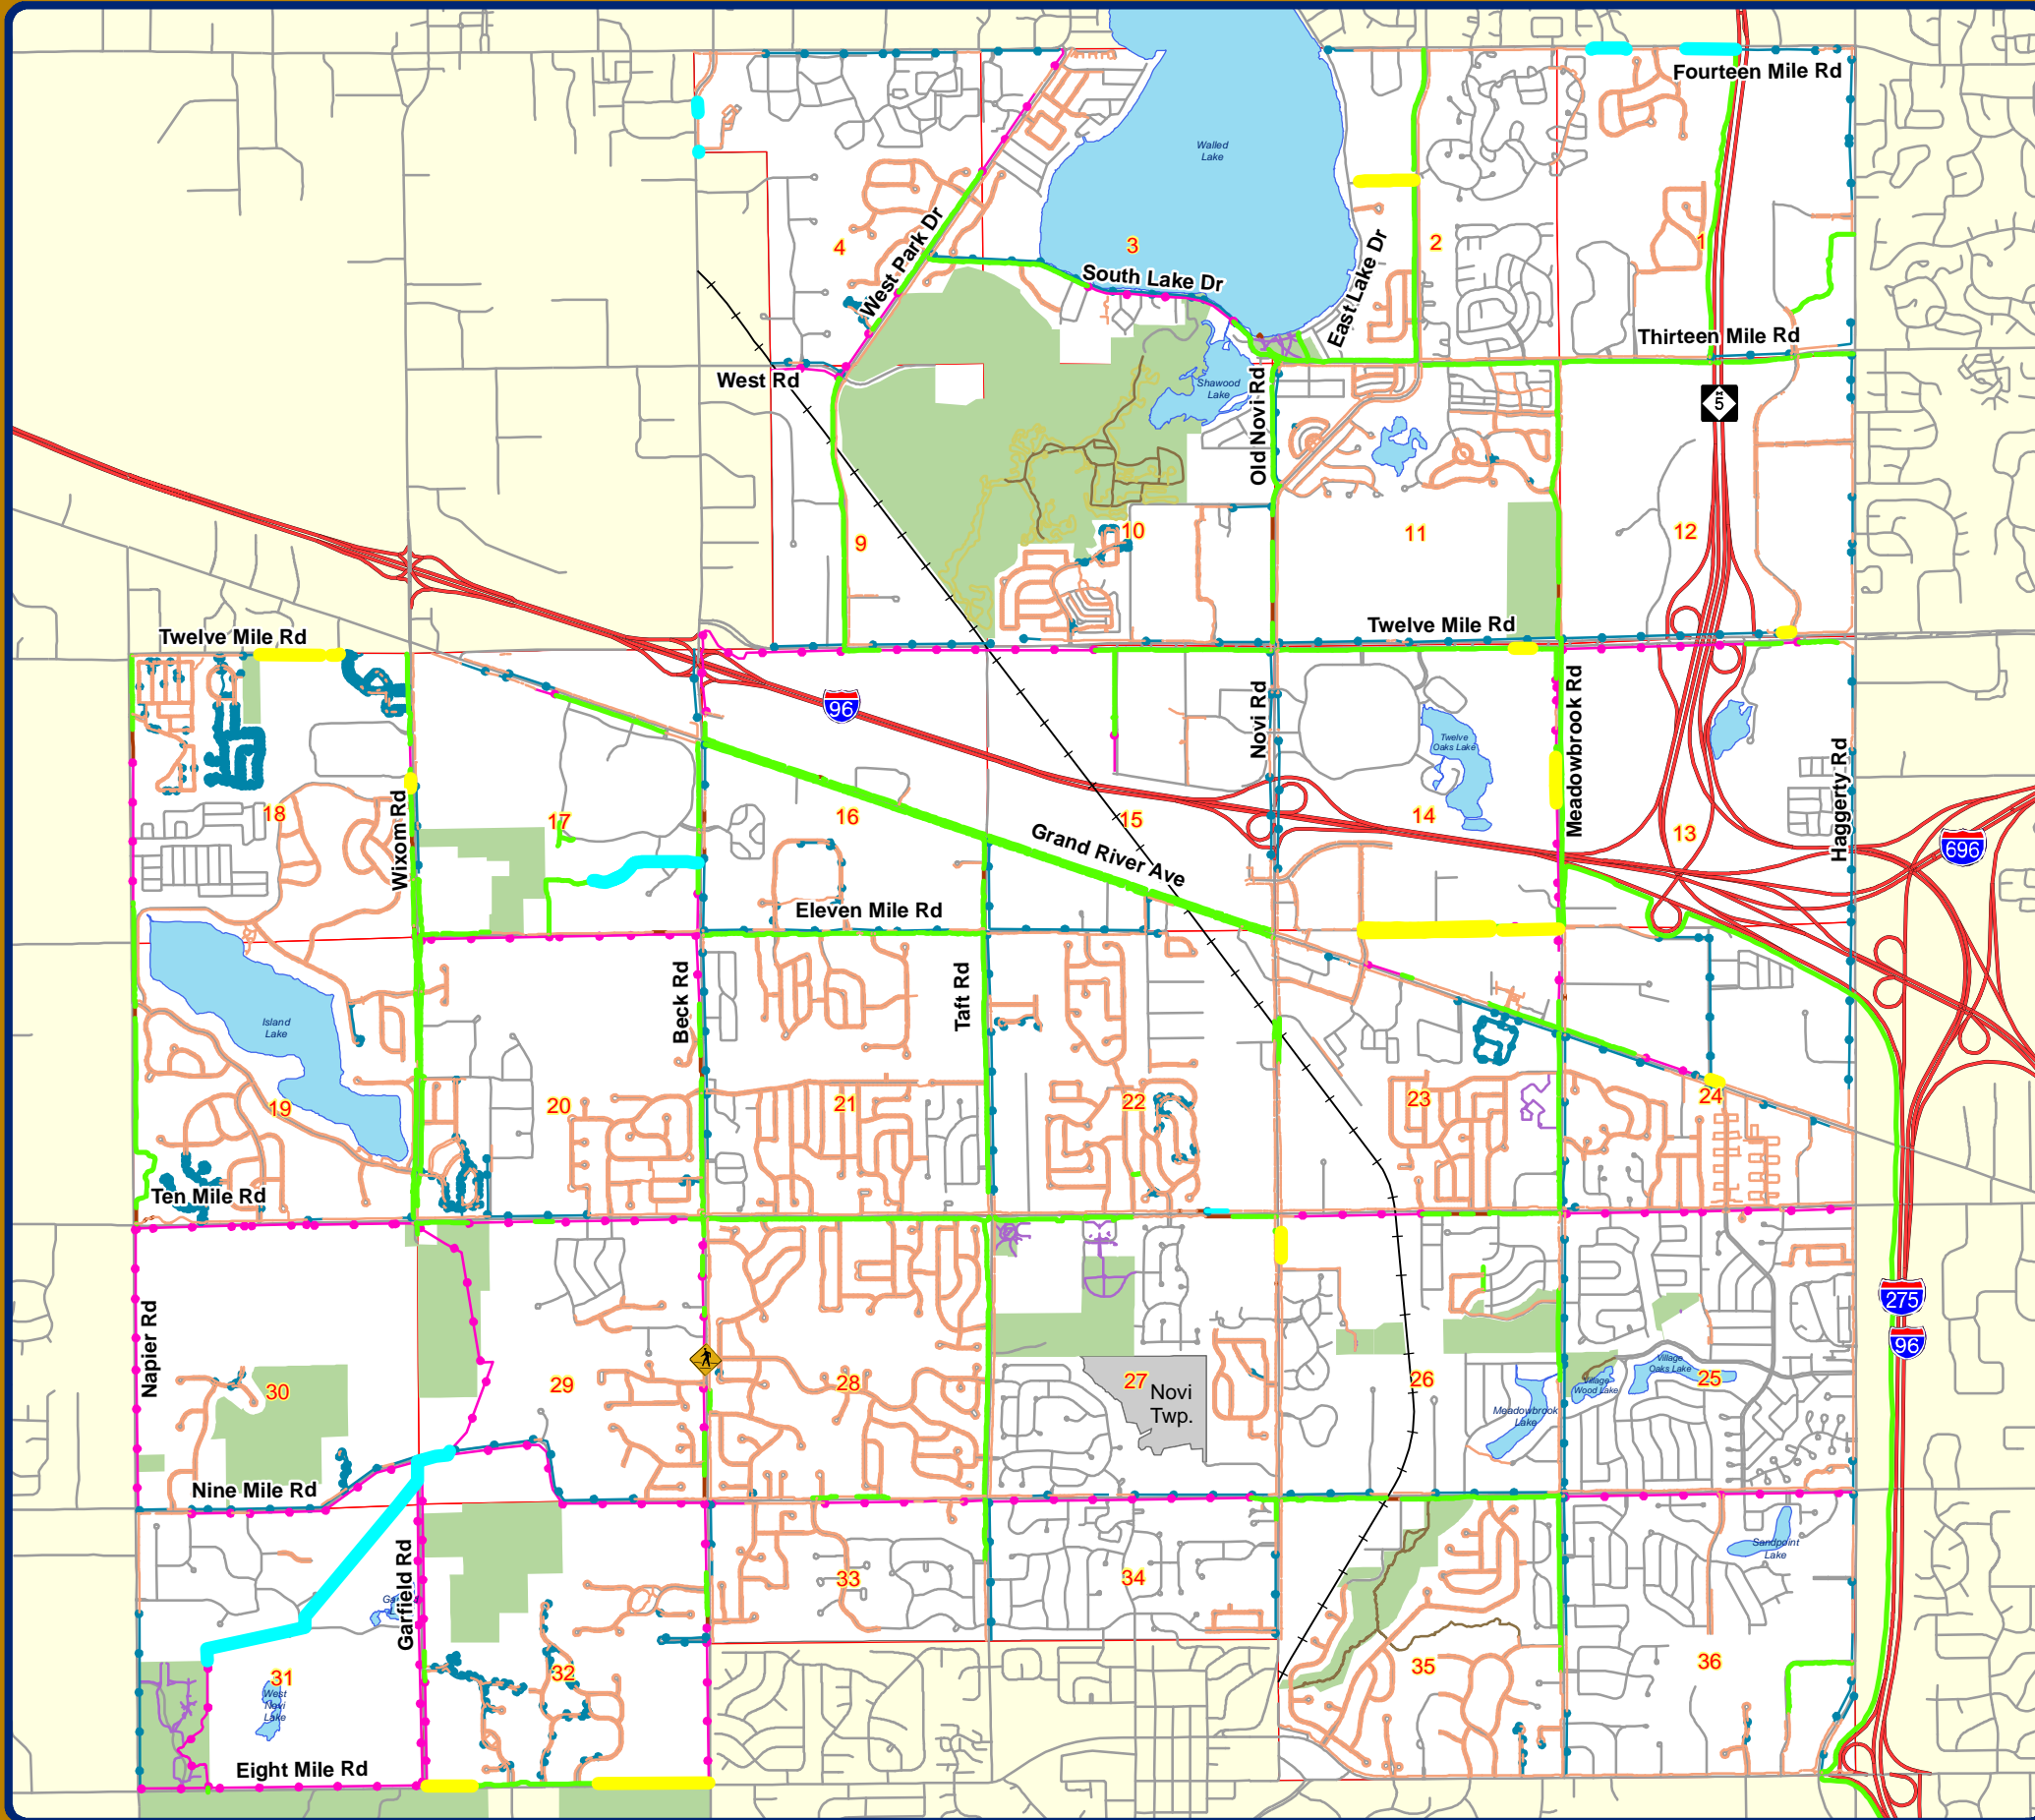 Fourteen Mile Rd
Walled
Lake
4
3
2
1
West Park Dr
South Lake Dr
East Lake Dr
Thirteen Mile Rd
West Rd
Shawood
Lake
Old Novi Rd
M
5
9
10
11
12
Twelve Mile Rd
Twelve Mile Rd
96
Novi Rd
Twelve
Oaks Lake
Meadowbrook Rd
Haggerty Rd
18
Wixom Rd
17
16
15
14
13
696
Grand River Ave
Eleven Mile Rd
Beck Rd
Taft Rd
Island
Lake
19
20
21
22
23
24
Ten Mile Rd
Napier Rd
275
96
30
29
28
27
Novi
Twp.
26
25
Village
Oaks Lake
Village
Wood Lake
Meadowbrook
Lake
Nine Mile Rd
Garfield Rd
33
34
Sandpoint
Lake
31
32
35
36
West
Novi
Lake
Eight Mile Rd